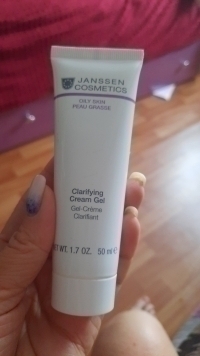 JANSSEN
COSMETICS
OILY SKIN
PEAU GRASSE
Clarifying
Cream Gel
Gel-Crème
Clarifiant
WT. 1.7 OZ. 50 ml e